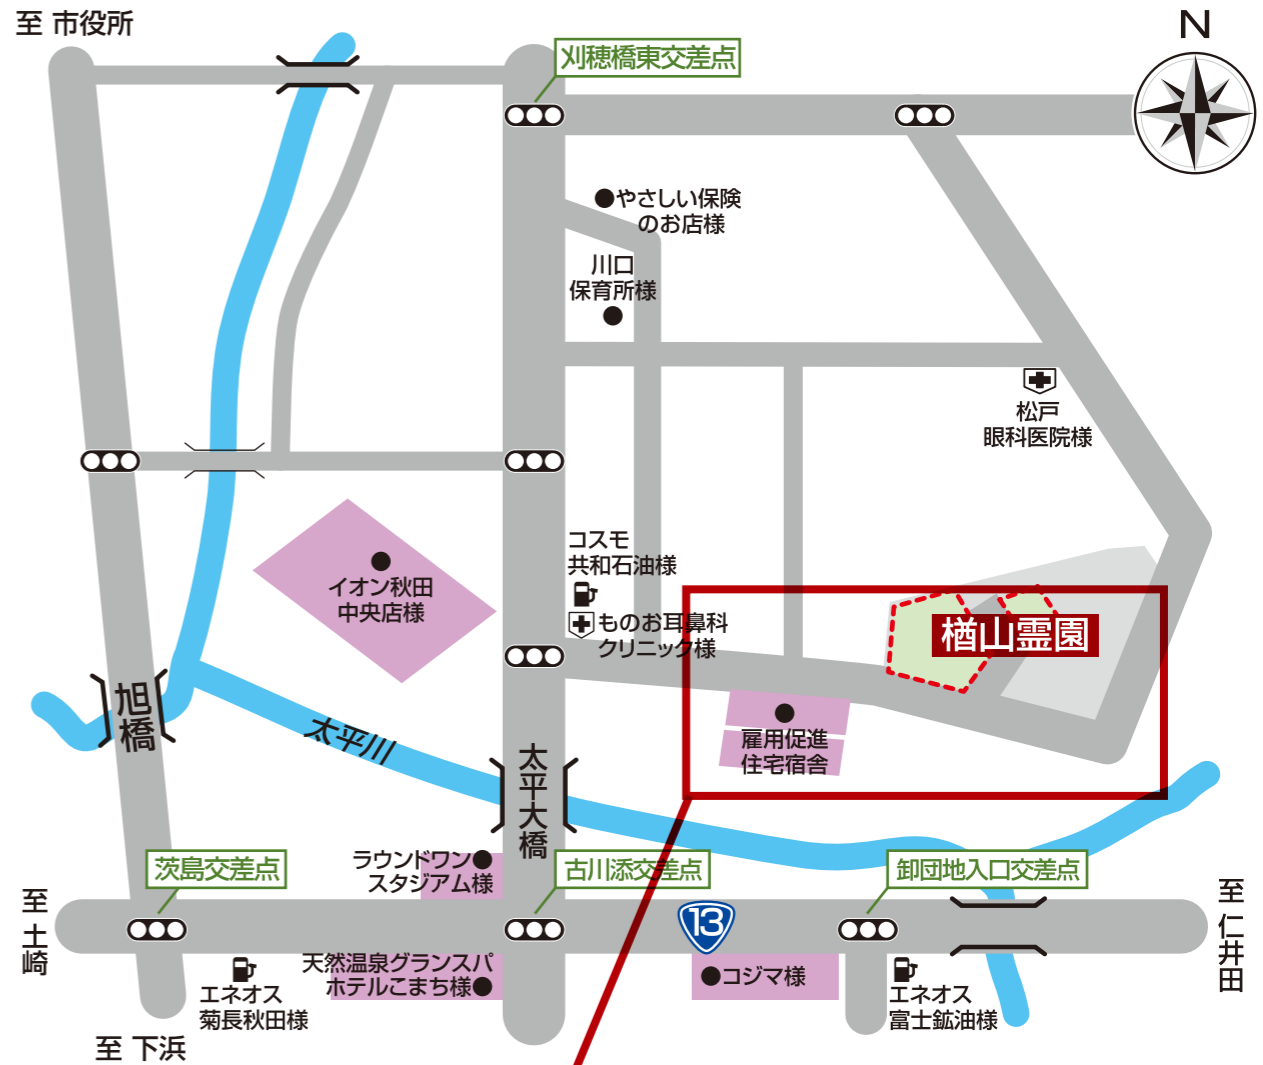 至 市役所
N
刈穂橋東交差点
やさしい保険
のお店様
川口
保育所様
松戸
眼科医院様
コスモ
共和石油様
イオン秋田
中央店様
ものお耳鼻科
クリニック様
楢山霊園
旭橋
太平川
雇用促進
住宅宿舎
太平大橋
ラウンドワン
スタジアム様
茨島交差点
古川添交差点
卸団地入口交差点
至 土崎
13
至 仁井田
天然温泉グランスパ
ホテルこまち様
コジマ様
エネオス
菊長秋田様
エネオス
富士鉱油様
至 下浜